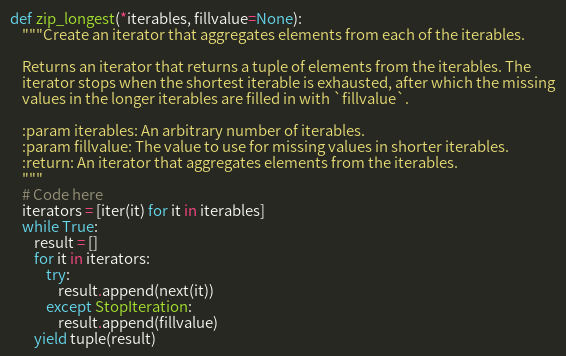 def zip_longest(*iterables, fillvalue=None):
"""Create an iterator that aggregates elements from each of the iterables.
Returns an iterator that returns a tuple of elements from the iterables. The
iterator stops when the shortest iterable is exhausted, after which the missing
values in the longer iterables are filled in with `fillvalue`.
:param iterables: An arbitrary number of iterables.
:param fillvalue: The value to use for missing values in shorter iterables.
:return: An iterator that aggregates elements from the iterables.
"""
# Code here
iterators = [iter(it) for it in iterables]
while True:
result = []
for it in iterators:
try:
result.append(next(it))
except StopIteration:
result.append(fillvalue)
yield tuple(result)